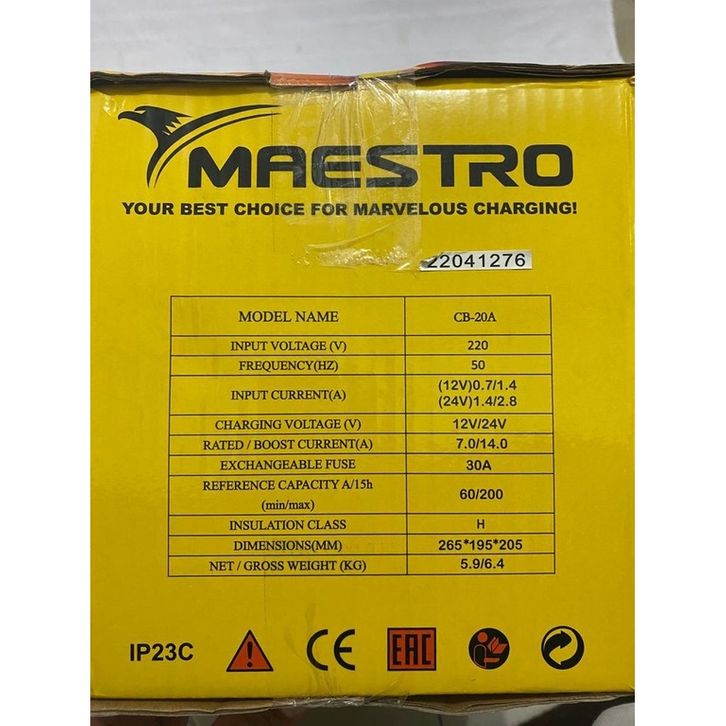 MAESTRO
YOUR BEST CHOICE FOR MARVELOUS CHARGING!
22041276
MODEL NAME CB-20A
INPUT VOLTAGE (V) 220
FREQUENCY(HZ) 50
INPUT CURRENT(A) (12V)0.7/1.4
(24V)1.4/2.8
CHARGING VOLTAGE (V) 12V/24V
RATED / BOOST CURRENT(A) 7.0/14.0
EXCHANGEABLE FUSE 30A
REFERENCE CAPACITY A/15h
(min/max) 60/200
INSULATION CLASS H
DIMENSIONS(MM) 265*195*205
NET / GROSS WEIGHT (KG) 5.9/6.4
IP23C CE EAC